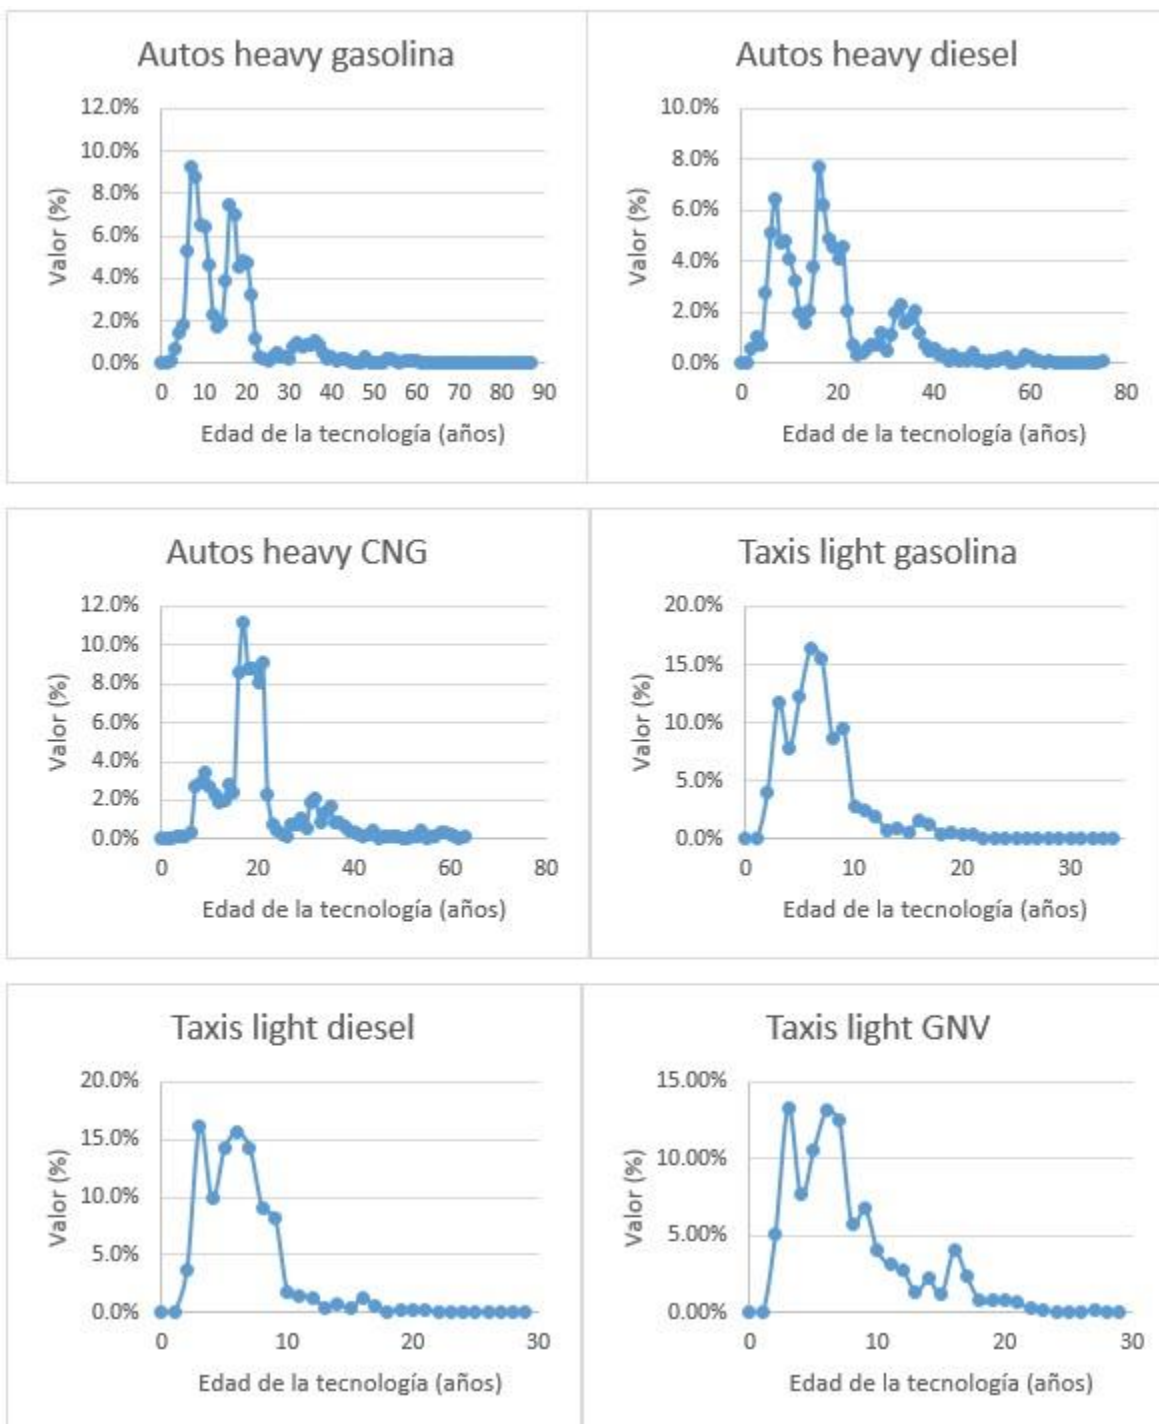 Autos heavy gasolina
12.0%
10.0%
8.0%
6.0%
4.0%
2.0%
0.0%
Valor (%)
0 10 20 30 40 50 60 70 80 90
Edad de la tecnología (años)
Autos heavy diesel
10.0%
8.0%
6.0%
4.0%
2.0%
0.0%
Valor (%)
0 20 40 60 80
Edad de la tecnología (años)
Autos heavy CNG
12.0%
10.0%
8.0%
6.0%
4.0%
2.0%
0.0%
Valor (%)
0 20 40 60 80
Edad de la tecnología (años)
Taxis light gasolina
20.0%
15.0%
10.0%
5.0%
0.0%
Valor (%)
0 10 20 30
Edad de la tecnología (años)
Taxis light diesel
20.0%
15.0%
10.0%
5.0%
0.0%
Valor (%)
0 10 20 30
Edad de la tecnología (años)
Taxis light GNV
15.00%
10.00%
5.00%
0.00%
Valor (%)
0 10 20 30
Edad de la tecnología (años)